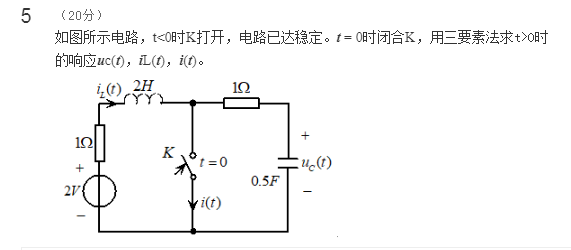 5 （20分）
如图所示电路，t<0时K打开，电路已达稳定。t = 0时闭合K，用三要素法求t>0时
的响应uc(t)，iL(t)，i(t)。
iL(t) 2H 1Ω
1Ω
+
2V
−
K
t = 0
i(t)
0.5F
+
uC(t)
−